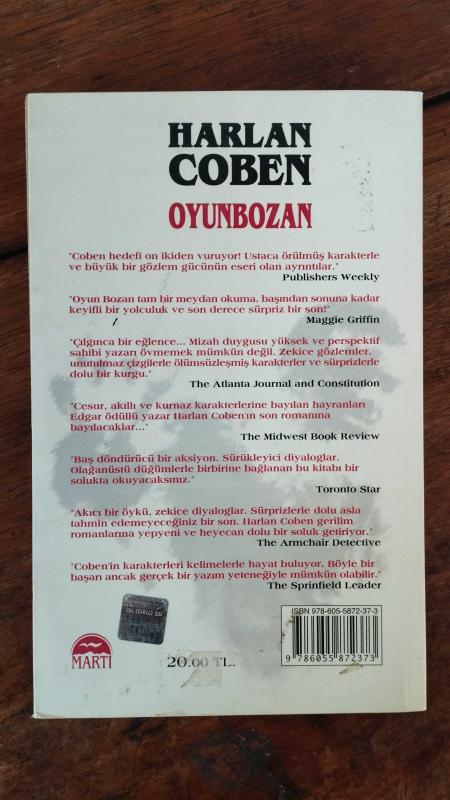 HARLAN
COBEN
OYUNBOZAN
"Coben hedefi on ikiden vuruyor! Ustaca örülmüş karakterle
ve büyük bir gözlem gücünün eseri olan ayrıntılar."
Publishers Weekly
"Oyun Bozan tam bir meydan okuma, başından sonuna kadar
keyifli bir yolculuk ve son derece sürpriz bir son!"
Maggie Griffin
"Çılgınca bir eğlence... Mizah duygusu yüksek ve perspektif
sahibi yazarı övmemek mümkün değil. Zekice gözlemler,
unutulmaz çizgilerle ölümsüzleşmiş karakterler ve sürprizlerle
dolu bir kurgu."
The Atlanta Journal and Constitution
"Cesur, akıllı ve kurnaz karakterlerine bayılan hayranları
Edgar ödüllü yazar Harlan Coben'ın son romanına
bayılacaklar..."
The Midwest Book Review
"Baş döndürücü bir aksiyon. Sürükleyici diyaloglar.
Olağanüstü düğümlerle birbirine bağlanan bu kitabı bir
solukta okuyacaksınız."
Toronto Star
"Akıcı bir öykü, zekice diyaloglar. Sürprizlerle dolu asla
tahmin edemeyeceğiniz bir son. Harlan Coben gerilim
romanlarına yepyeni ve heyecan dolu bir soluk getiriyor."
The Armchair Detective
"Coben'in karakterleri kelimelerle hayat buluyor. Böyle bir
başarı ancak gerçek bir yazım yeteneğiyle mümkün olabilir."
The Sprinfield Leader
ISBN 978-605-5872-37-3
9 786055 872373
MARTI
20.00 TL.